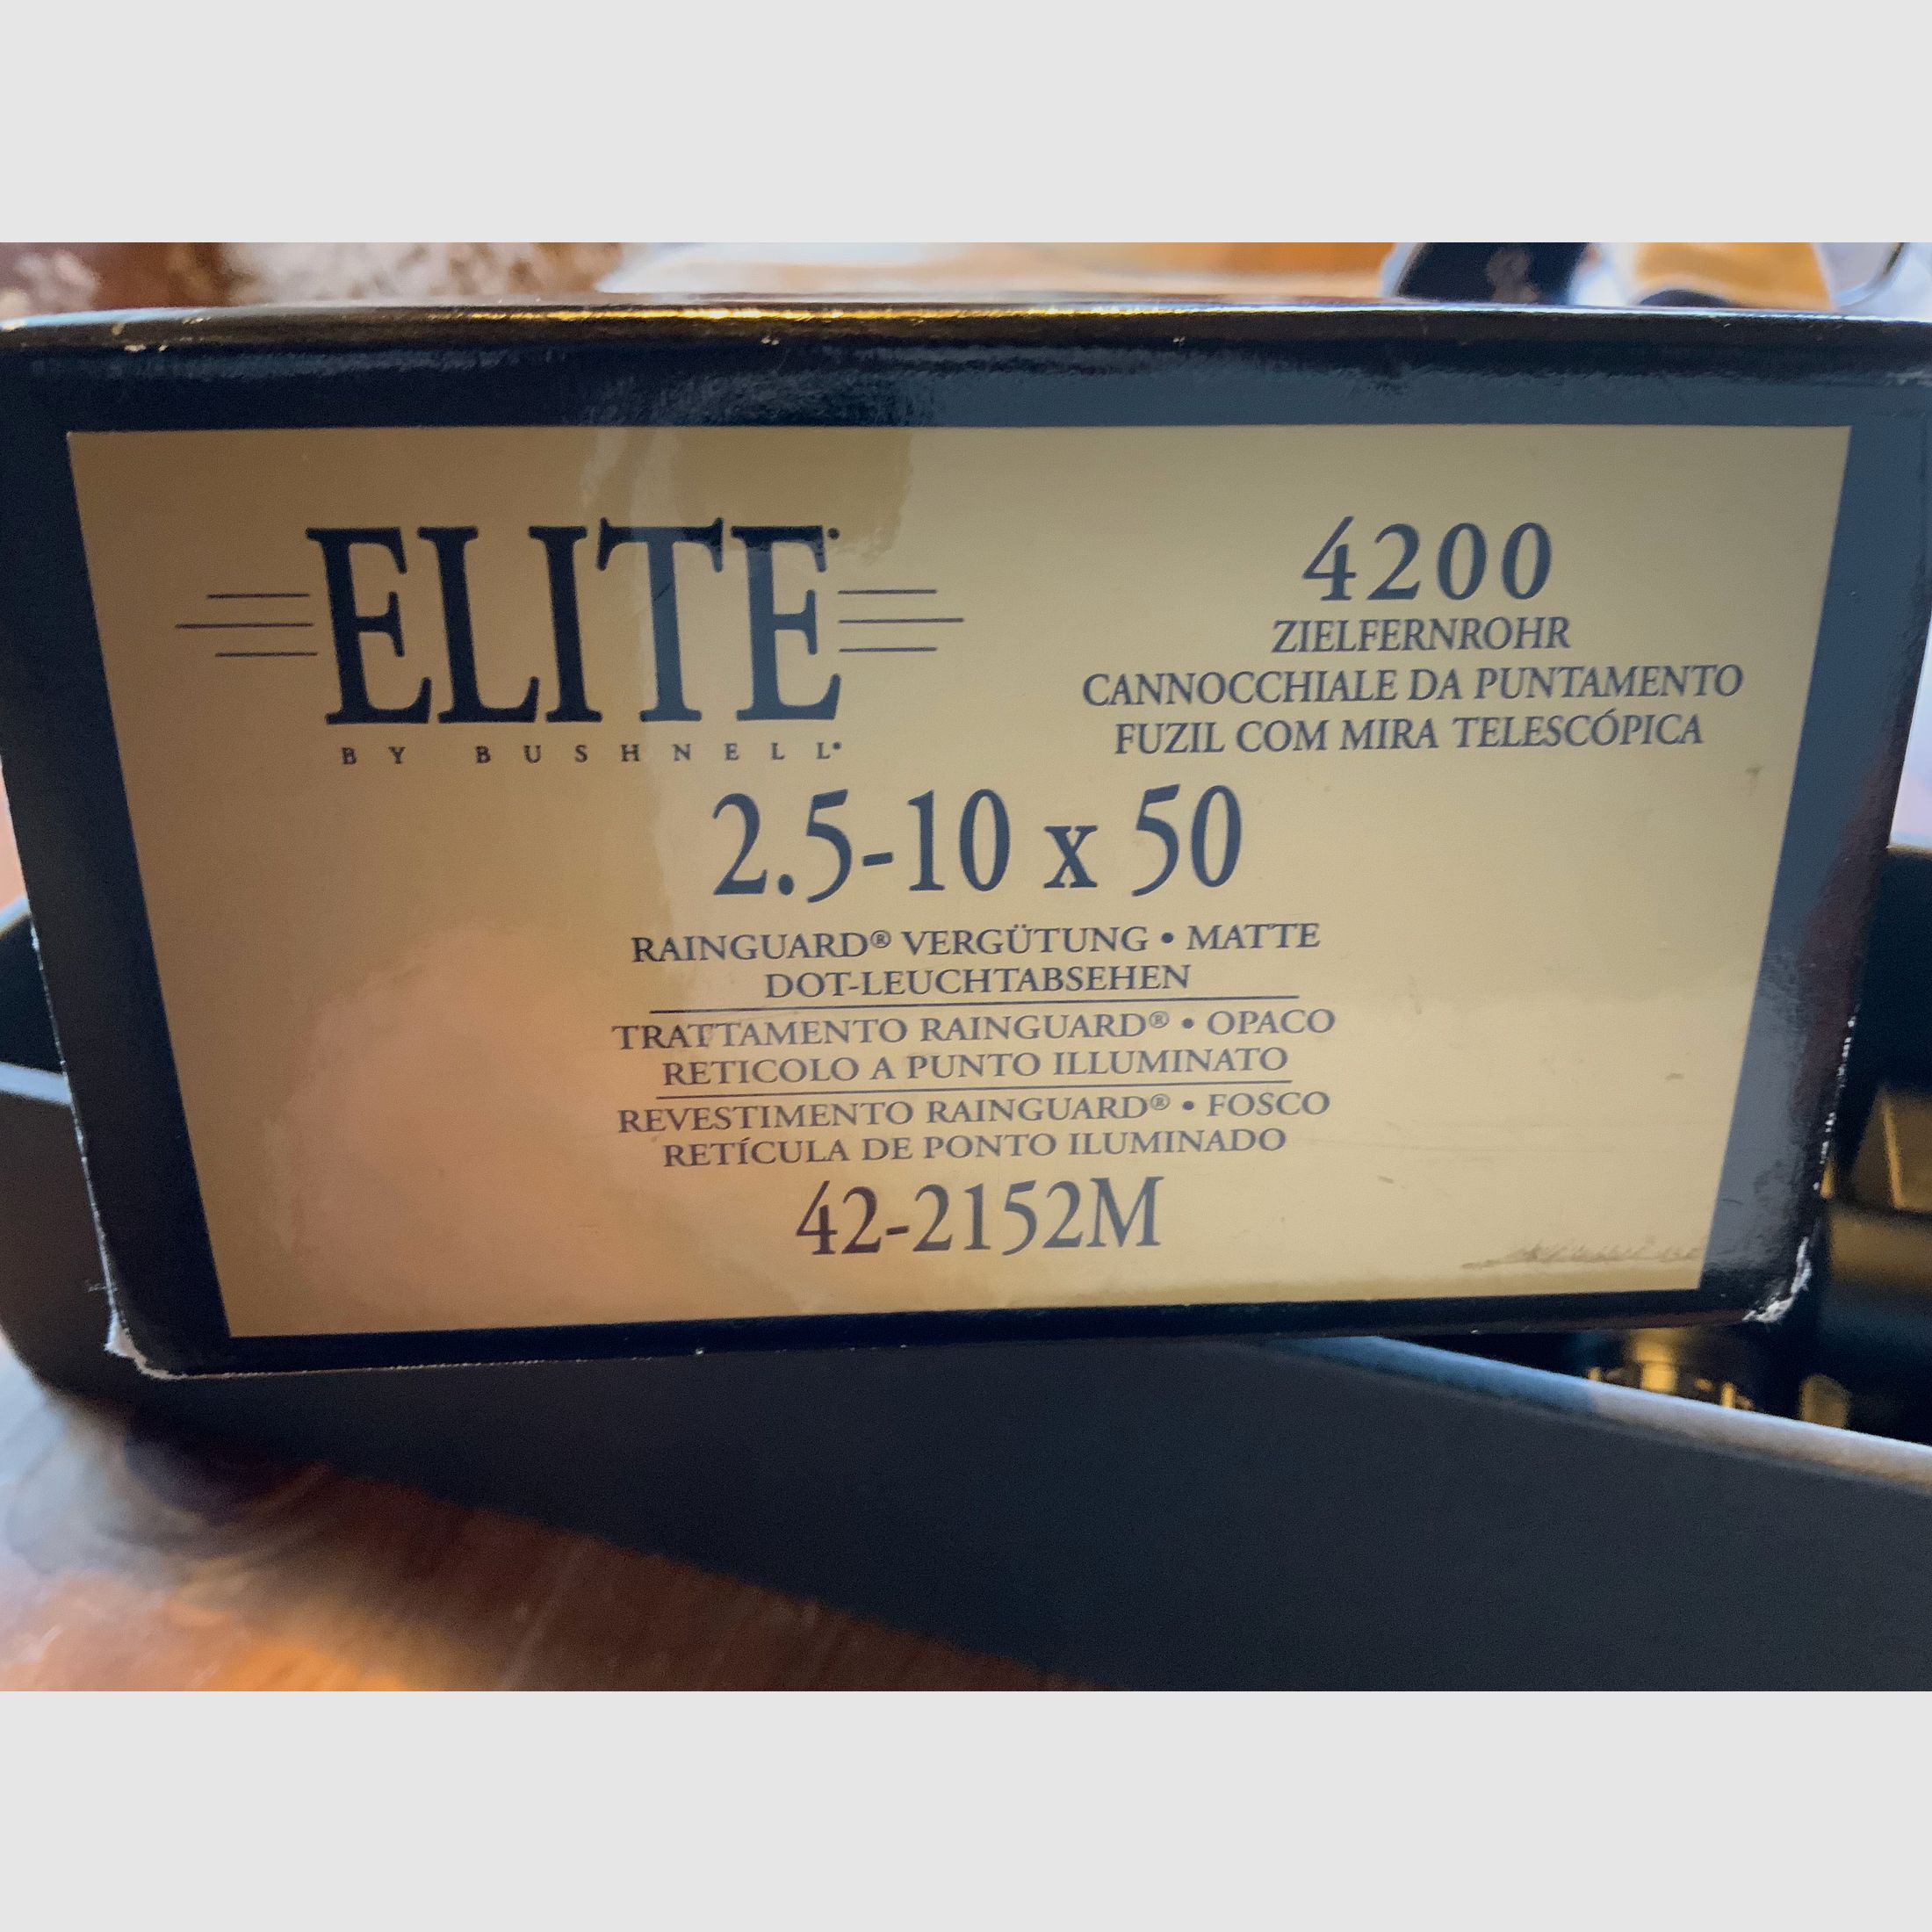 ELITE
BY BUSHNELL®
4200
ZIELFERNROHR
CANNOCCHIALE DA PUNTAMENTO
FUZIL COM MIRA TELESCÓPICA
2.5-10 x 50
RAINGUARD® VERGÜTUNG • MATTE
DOT-LEUCHTABSEHEN
TRATTAMENTO RAINGUARD® • OPACO
RETICOLO A PUNTO ILLUMINATO
REVESTIMENTO RAINGUARD® • FOSCO
RETÍCULA DE PONTO ILUMINADO
42-2152M